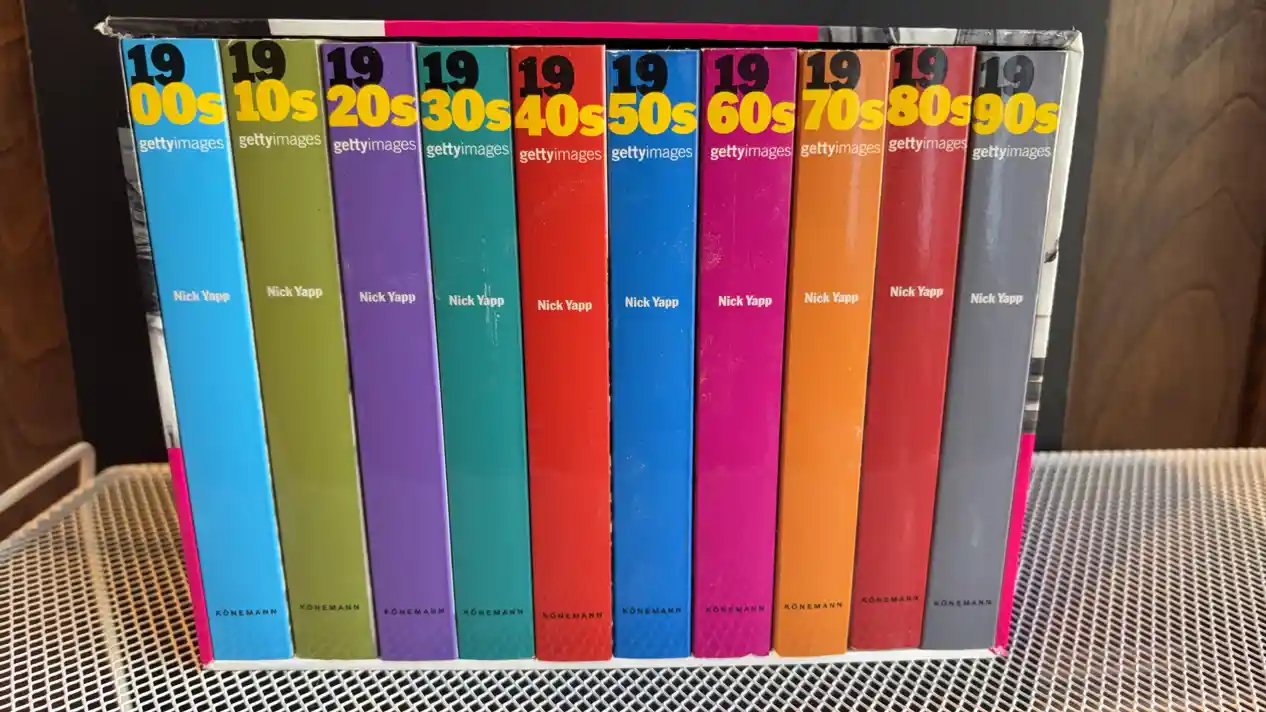 19
00s
gettyimages
Nick Yapp
KÖNEMANN
19
10s
gettyimages
Nick Yapp
KÖNEMANN
19
20s
gettyimages
Nick Yapp
KÖNEMANN
19
30s
gettyimages
Nick Yapp
KÖNEMANN
19
40s
gettyimages
Nick Yapp
KÖNEMANN
19
50s
gettyimages
Nick Yapp
KÖNEMANN
19
60s
gettyimages
Nick Yapp
KÖNEMANN
19
70s
gettyimages
Nick Yapp
KÖNEMANN
19
80s
gettyimages
Nick Yapp
KÖNEMANN
19
90s
gettyimages
Nick Yapp
KÖNEMANN